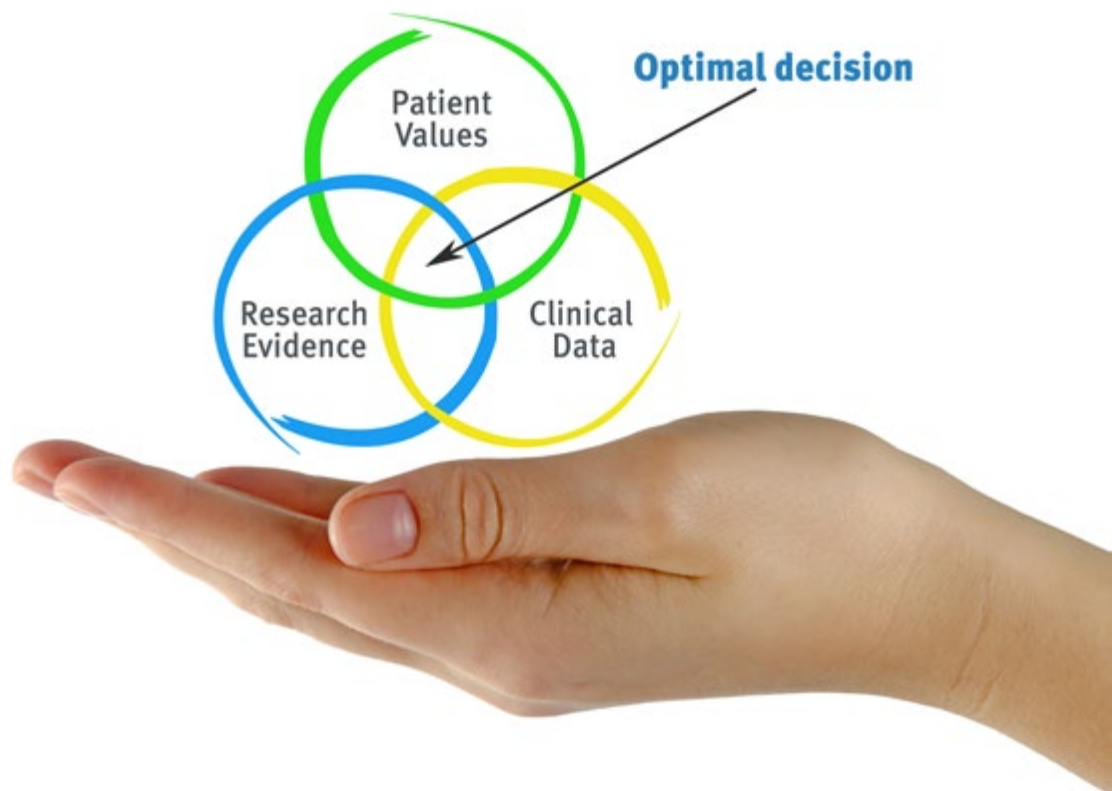 Optimal decision
Patient
Values
Research
Evidence
Clinical
Data